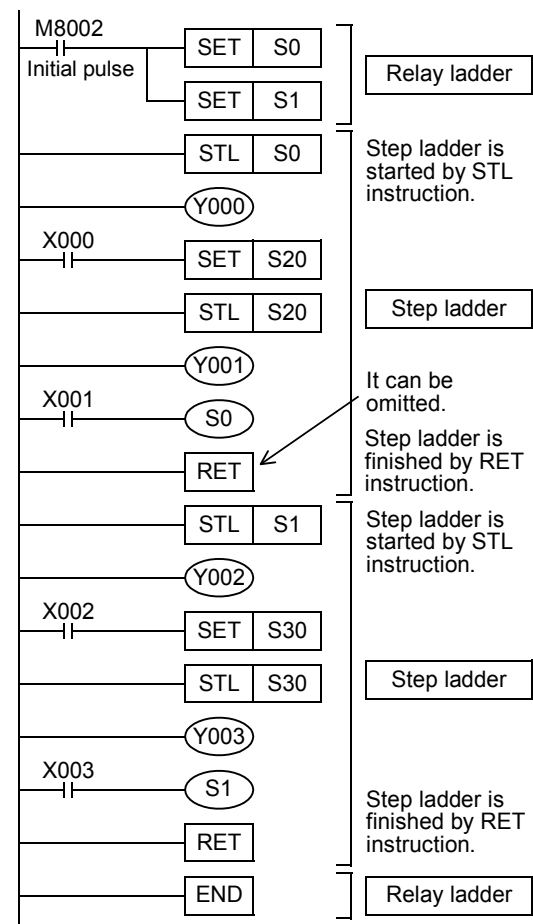 M8002
SET S0
Initial pulse
Relay ladder
SET S1
STL S0
Step ladder is
started by STL
instruction.
Y000
X000
SET S20
STL S20
Step ladder
Y001
It can be
omitted.
X001
S0
Step ladder is
finished by RET
instruction.
RET
STL S1
Step ladder is
started by STL
instruction.
Y002
X002
SET S30
STL S30
Step ladder
Y003
X003
S1
Step ladder is
finished by RET
instruction.
RET
END
Relay ladder